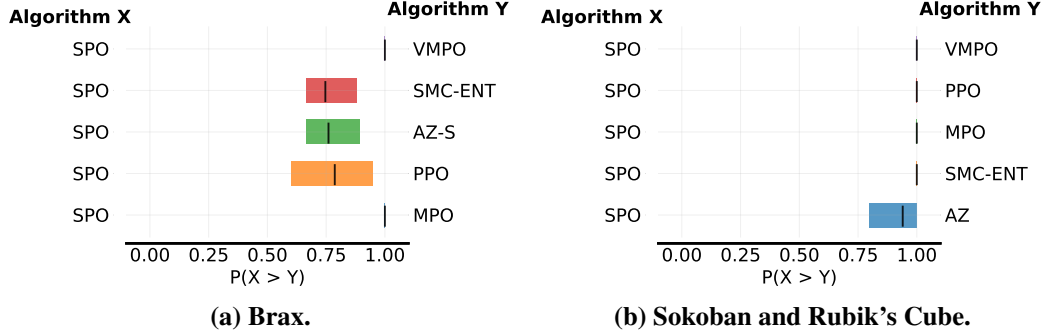 Algorithm X Algorithm Y
SPO VMPO
SPO SMC-ENT
SPO AZ-S
SPO PPO
SPO MPO
0.00 0.25 0.50 0.75 1.00
P(X > Y)
(a) Brax.
Algorithm X Algorithm Y
SPO VMPO
SPO PPO
SPO MPO
SPO SMC-ENT
SPO AZ
0.00 0.25 0.50 0.75 1.00
P(X > Y)
(b) Sokoban and Rubik’s Cube.